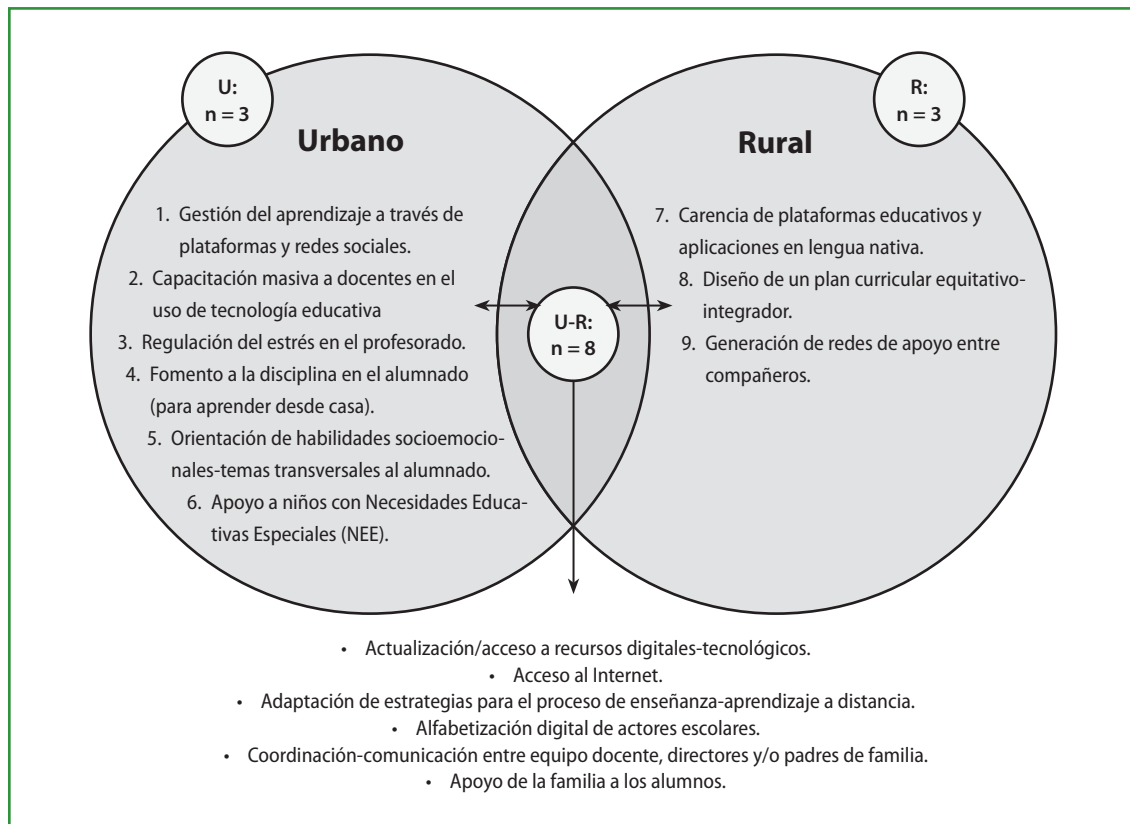 U:
n = 3
Urbano
1. Gestión del aprendizaje a través de
plataformas y redes sociales.
2. Capacitación masiva a docentes en el
uso de tecnología educativa
3. Regulación del estrés en el profesorado.
4. Fomento a la disciplina en el alumnado
(para aprender desde casa).
5. Orientación de habilidades socioemocio-
nales-temas transversales al alumnado.
6. Apoyo a niños con Necesidades Educa-
tivas Especiales (NEE).
U-R:
n = 8
R:
n = 3
Rural
7. Carencia de plataformas educativos y
aplicaciones en lengua nativa.
8. Diseño de un plan curricular equitativo-
integrador.
9. Generación de redes de apoyo entre
compañeros.
• Actualización/acceso a recursos digitales-tecnológicos.
• Acceso al Internet.
• Adaptación de estrategias para el proceso de enseñanza-aprendizaje a distancia.
• Alfabetización digital de actores escolares.
• Coordinación-comunicación entre equipo docente, directores y/o padres de familia.
• Apoyo de la familia a los alumnos.